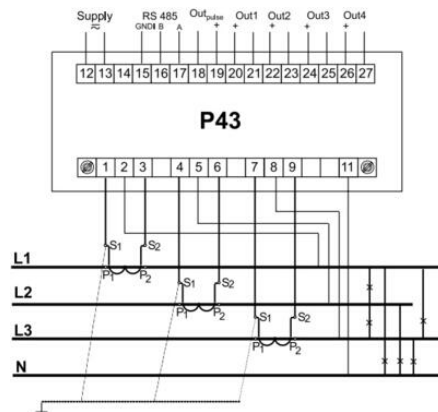 Supply RS 485 Outpulse Out1 Out2 Out3 Out4
≂ GND B A + + + + +
12 13 14 15 16 17 18 19 20 21 22 23 24 25 26 27
P43
1 2 3 4 5 6 7 8 9 11
S1 S2
L1
P1 P2
S1 S2
L2
P1 P2
S1 S2
L3
P1 P2
N